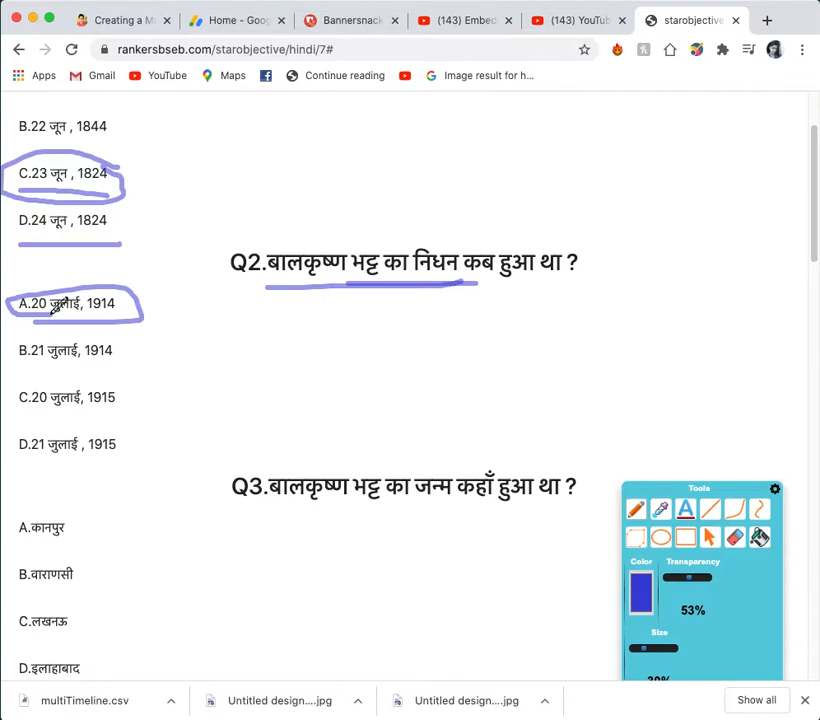 Creating a M
Home - Goog
Bannersnack
(143) Embed
(143) YouTu
starobjective
rankersbseb.com/starobjective/hindi/7#
Apps
Gmail
YouTube
Maps
Continue reading
Image result for h...
B.22 जून , 1844
C.23 जून , 1824
D.24 जून , 1824
Q2.बालकृष्ण भट्ट का निधन कब हुआ था ?
A.20 जुलाई, 1914
B.21 जुलाई, 1914
C.20 जुलाई, 1915
D.21 जुलाई , 1915
Q3.बालकृष्ण भट्ट का जन्म कहाँ हुआ था ?
A.कानपुर
B.वाराणसी
C.लखनऊ
D.इलाहाबाद
Tools
A
Color
Transparency
53%
Size
multiTimeline.csv
Untitled design....jpg
Untitled design....jpg
Show all